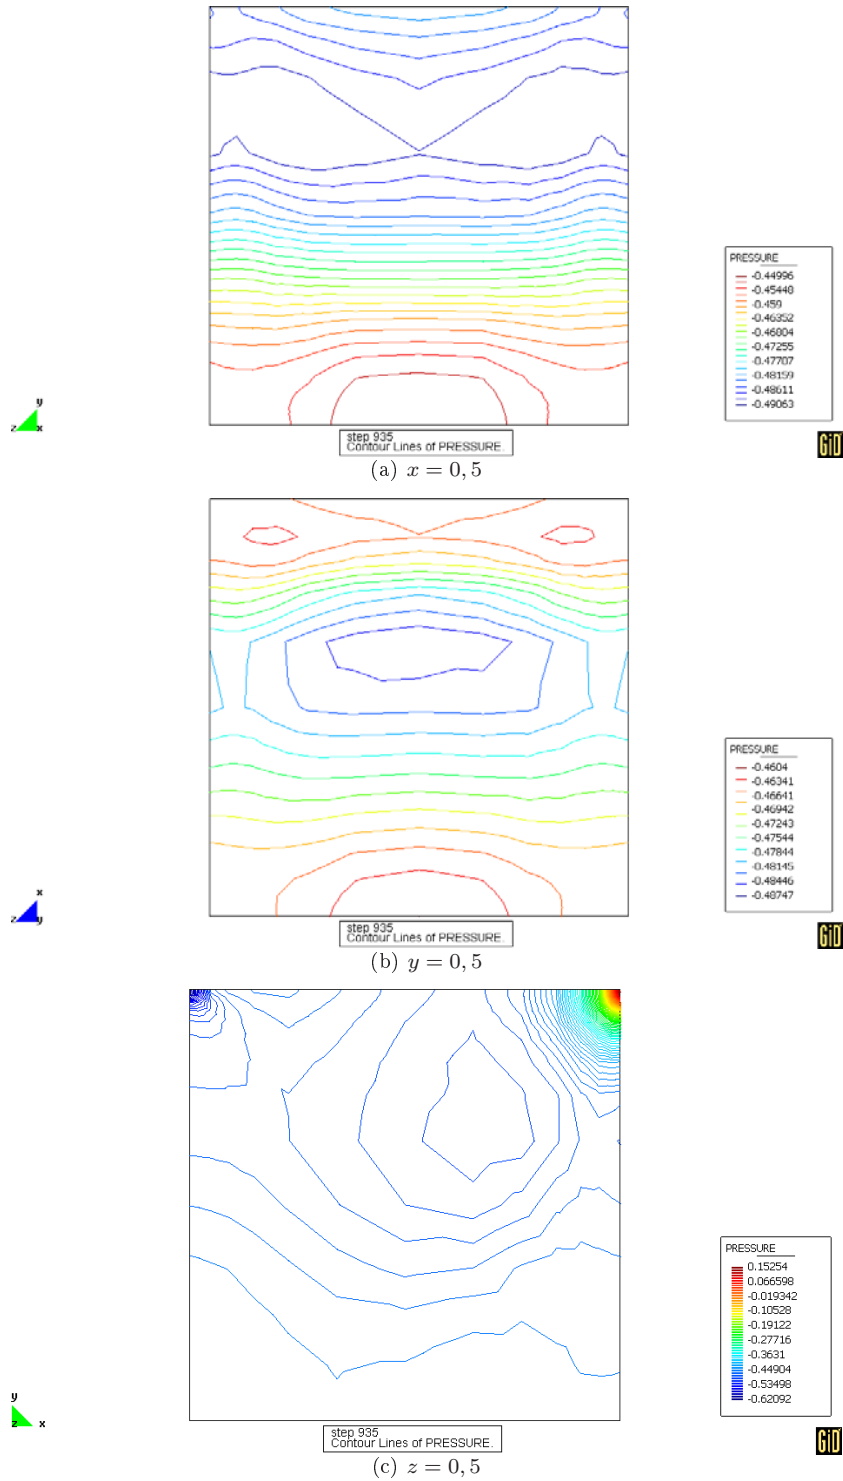 PRESSURE
-0.44996
-0.45448
-0.459
-0.46352
-0.46804
-0.47255
-0.47707
-0.48159
-0.48611
-0.49063
y
z x
step 935
Contour Lines of PRESSURE.
GiD
(a) x = 0, 5
PRESSURE
-0.4604
-0.46341
-0.46641
-0.46942
-0.47243
-0.47544
-0.47844
-0.48145
-0.48446
-0.48747
x
z y
step 935
Contour Lines of PRESSURE.
GiD
(b) y = 0, 5
PRESSURE
0.15254
0.066598
-0.019342
-0.10528
-0.19122
-0.27716
-0.3631
-0.44904
-0.53498
-0.62092
y
z x
step 935
Contour Lines of PRESSURE.
GiD
(c) z = 0, 5